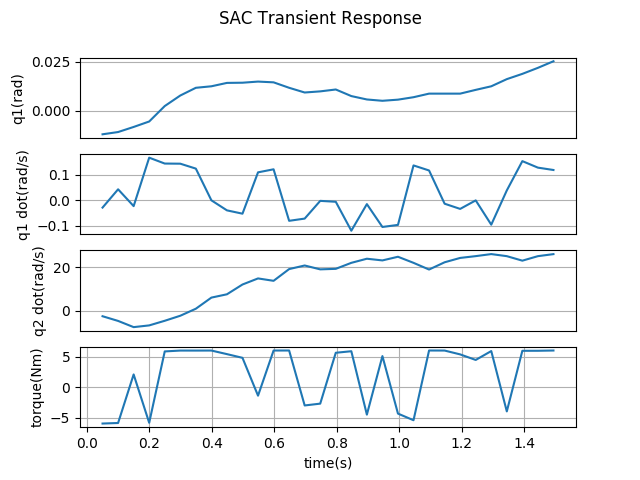 SAC Transient Response
q1(rad)
0.025
0.000
q1 dot(rad/s)
0.1
0.0
−0.1
q2 dot(rad/s)
20
0
torque(Nm)
5
0
−5
0.0 0.2 0.4 0.6 0.8 1.0 1.2 1.4
time(s)